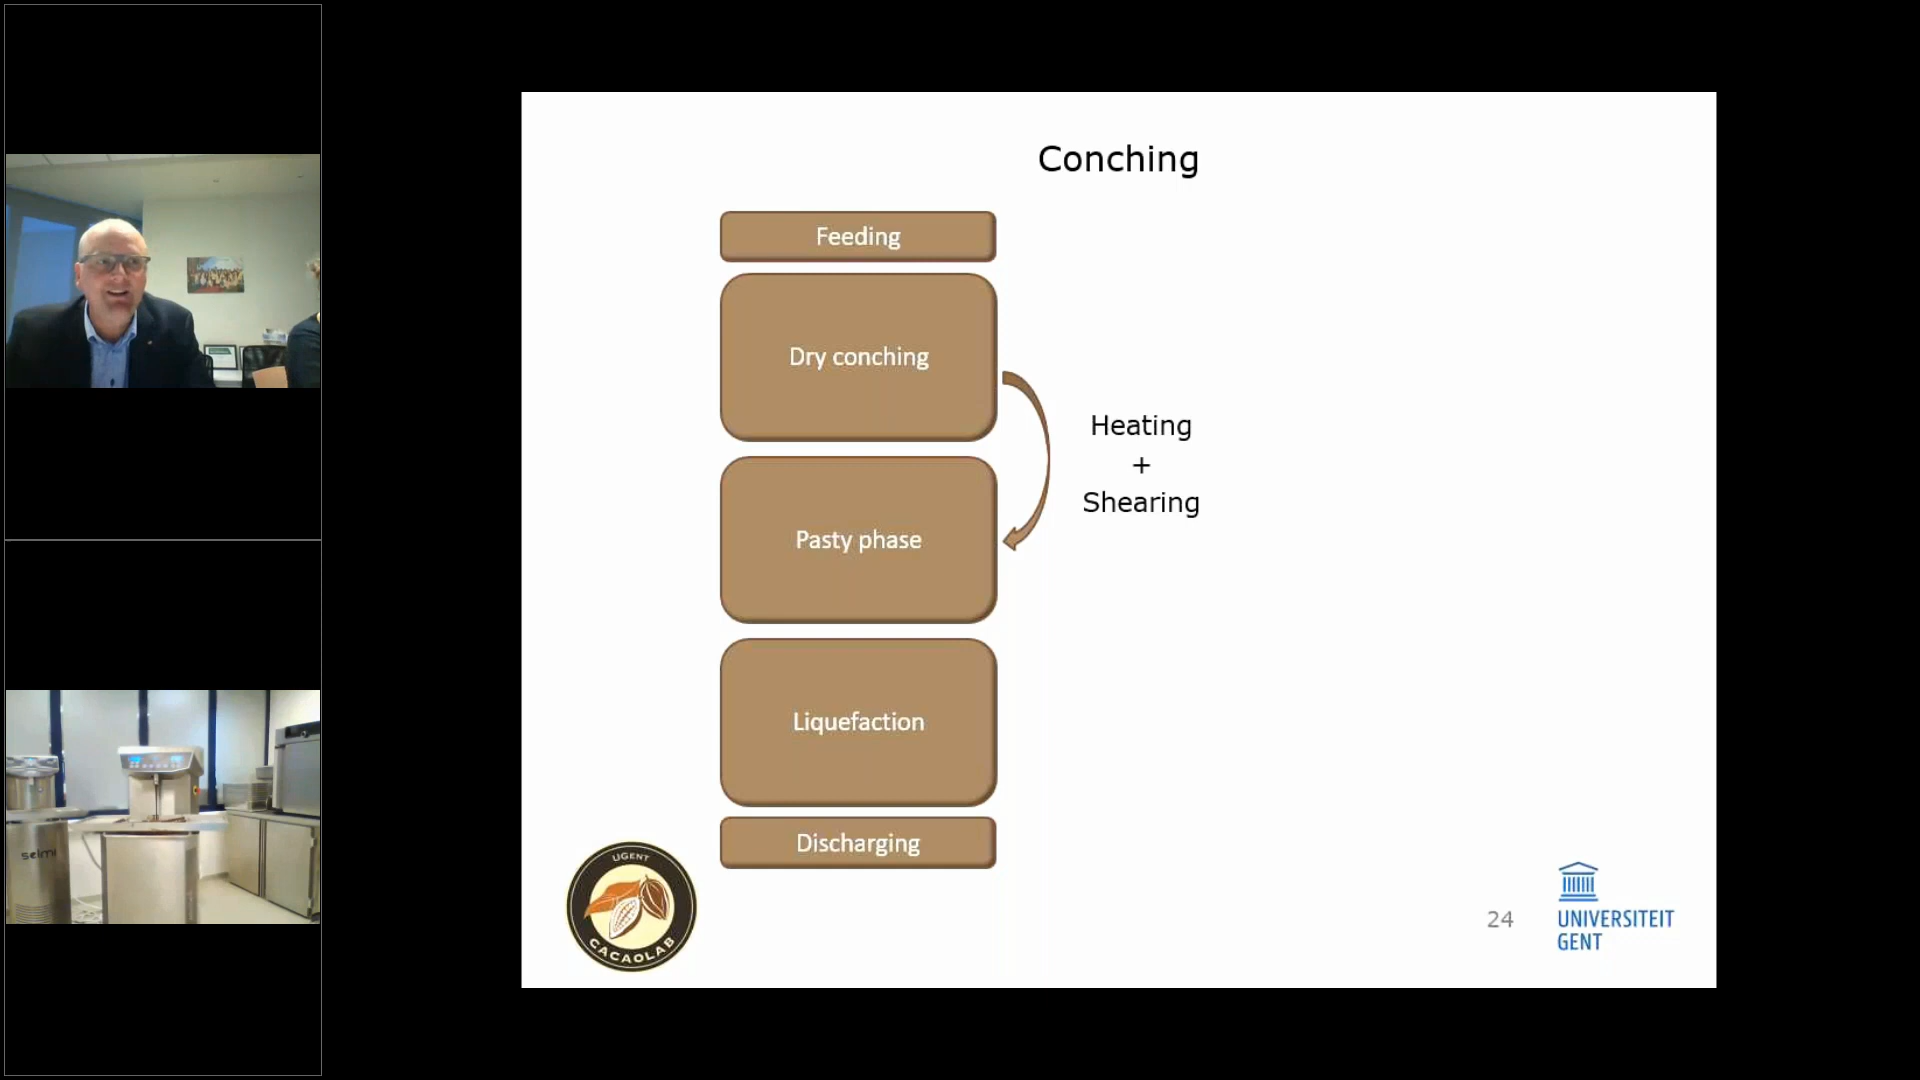 Conching
Feeding
Dry conching
Heating
+
Shearing
Pasty phase
Liquefaction
Discharging
UGENT
CACAOLAB
24
UNIVERSITEIT
GENT
selmi